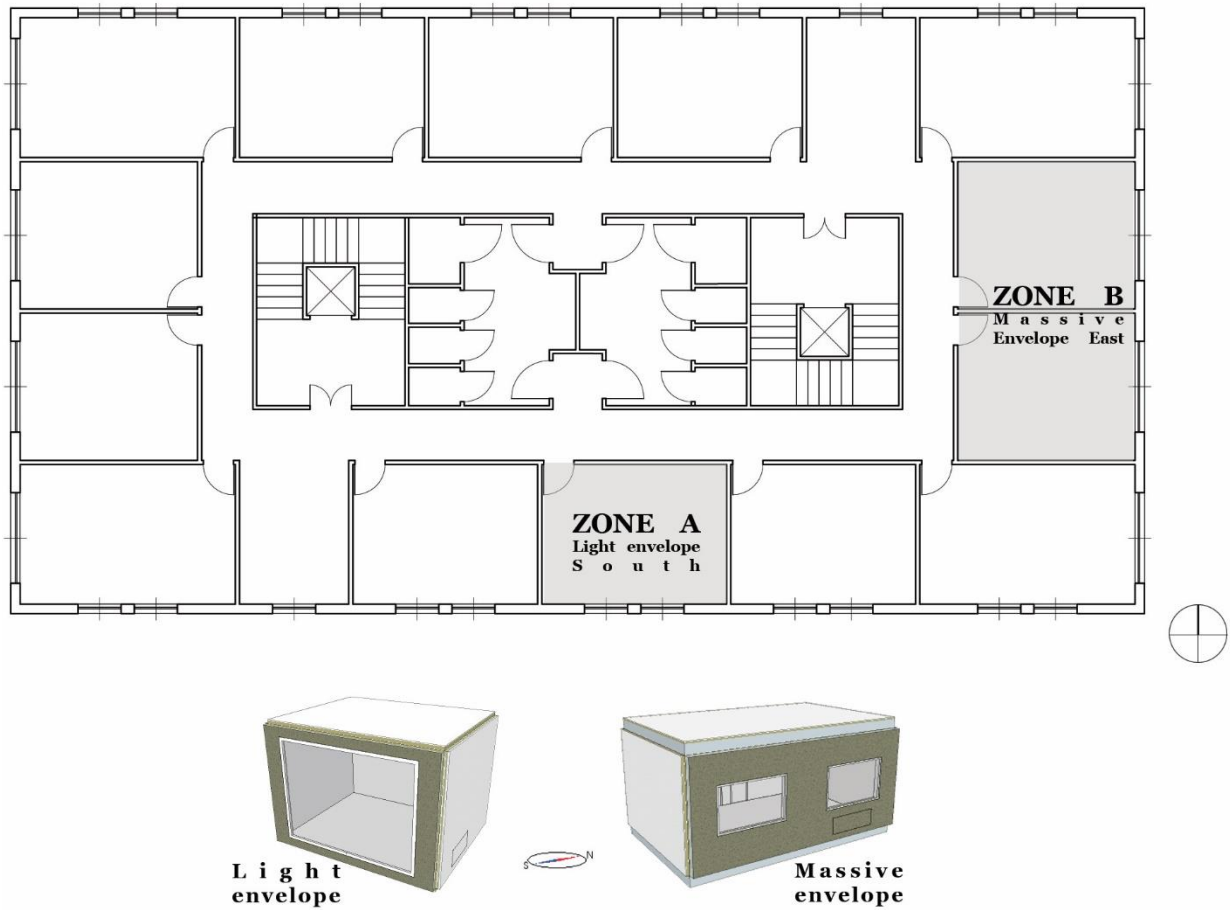 ZONE B
Massive
Envelope East
ZONE A
Light envelope
South
Light
envelope
S
N
Massive
envelope